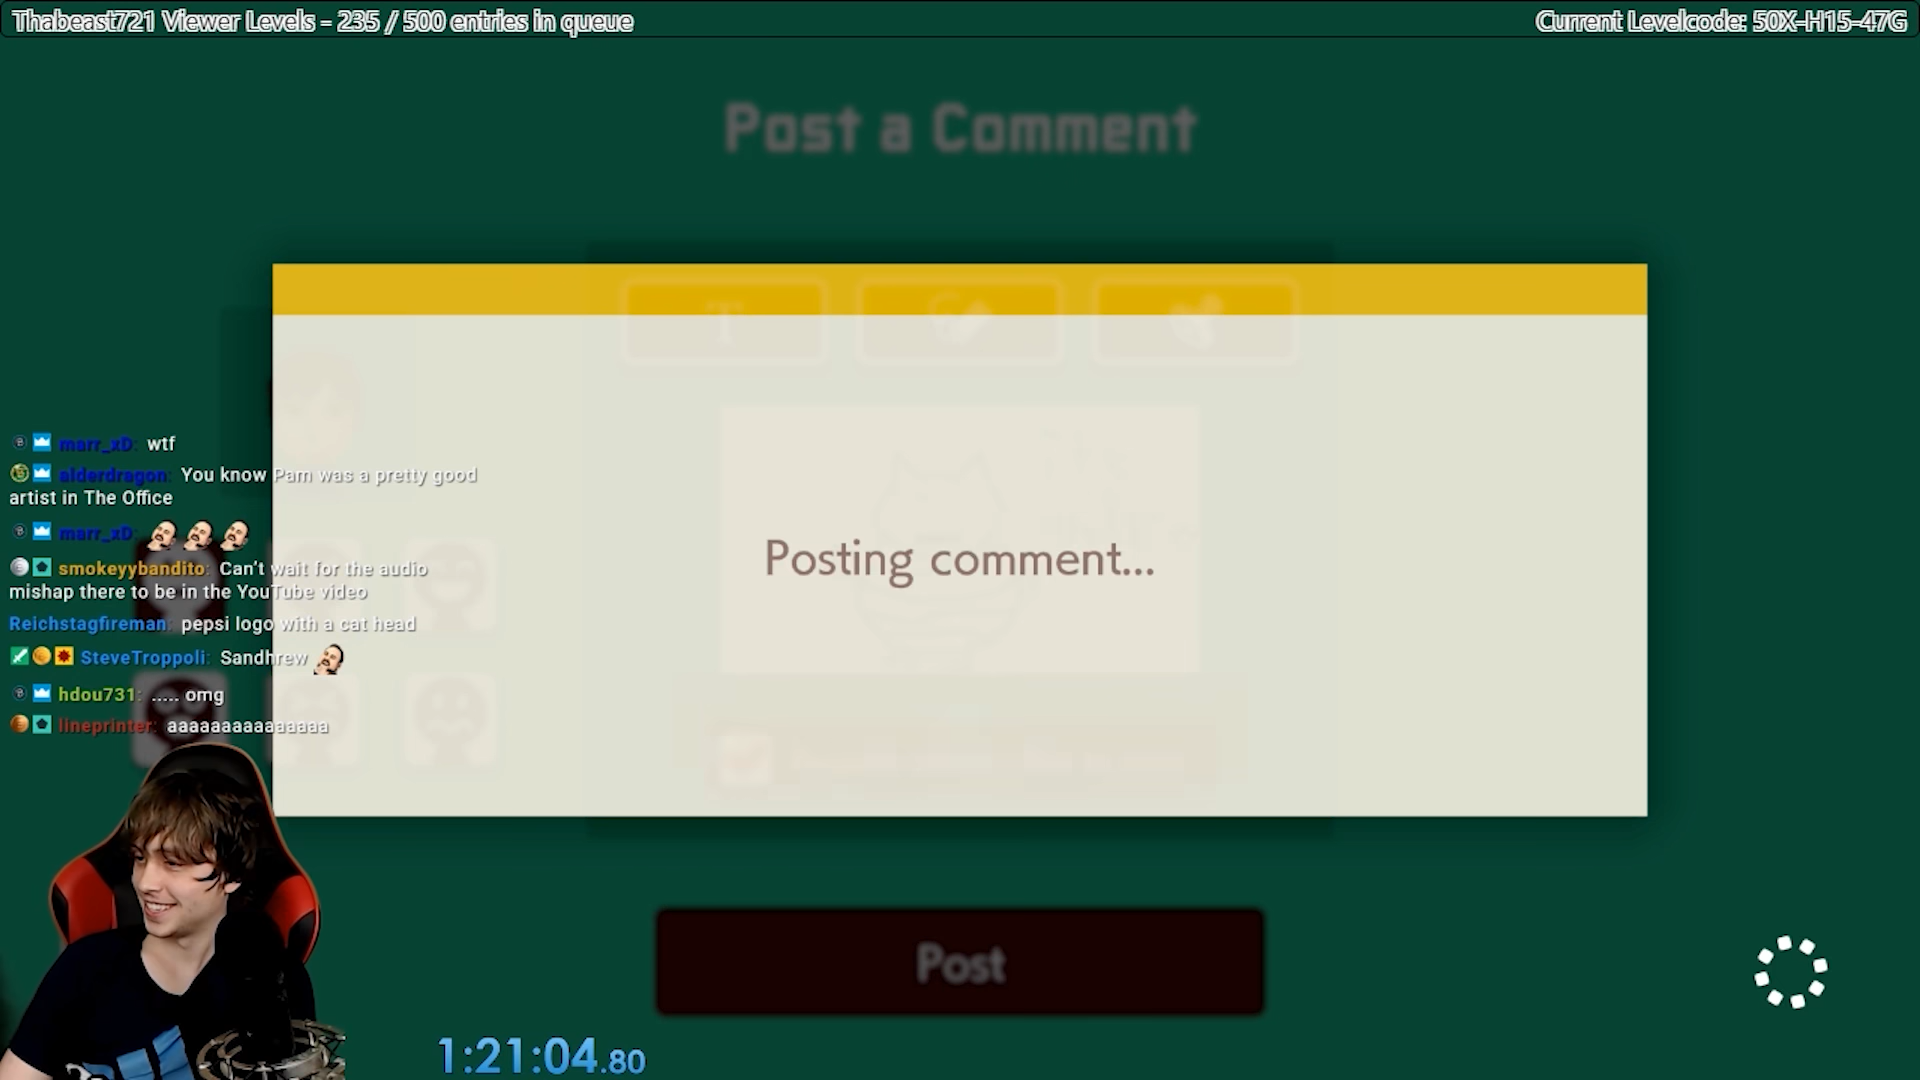 Thabeast721 Viewer Levels - 235 / 500 entries in queue
Current Levelcode: 50X-H15-47G
Post a Comment
T
Posting comment...
marr_xD: wtf
alderdragon: You know Pam was a pretty good
artist in The Office
marr_xD:
smokeyybandito: Can't wait for the audio
mishap there to be in the YouTube video
Reichstagfireman: pepsi logo with a cat head
SteveTroppoli: Sandhrew
hdou731: ..... omg
lineprinter: aaaaaaaaaaaaaaa
Post
1:21:04.80